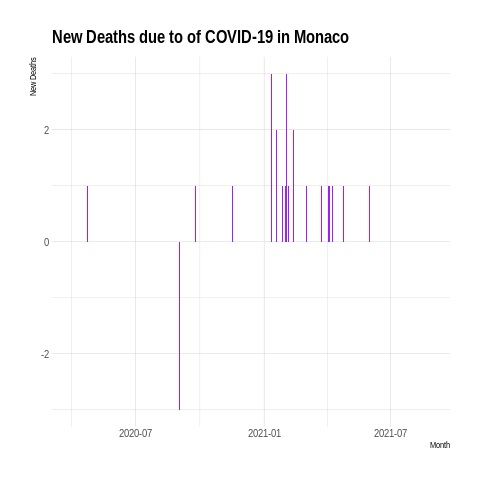 New Deaths due to of COVID-19 in Monaco
New Deaths
2
0
-2
2020-07
2021-01
2021-07
Month